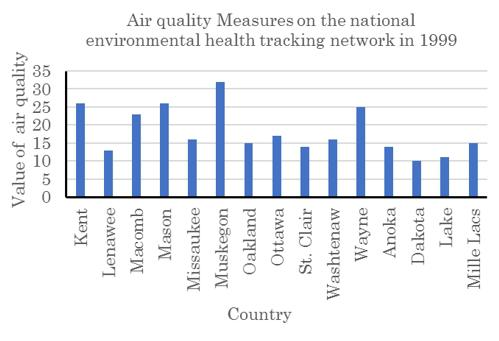 Air quality Measures on the national
environmental health tracking network in 1999
Value of air quality
35
30
25
20
15
10
5
0
Kent
Lenawee
Macomb
Mason
Missaukee
Muskegon
Oakland
Ottawa
St. Clair
Washtenaw
Wayne
Anoka
Dakota
Lake
Mille Lacs
Country